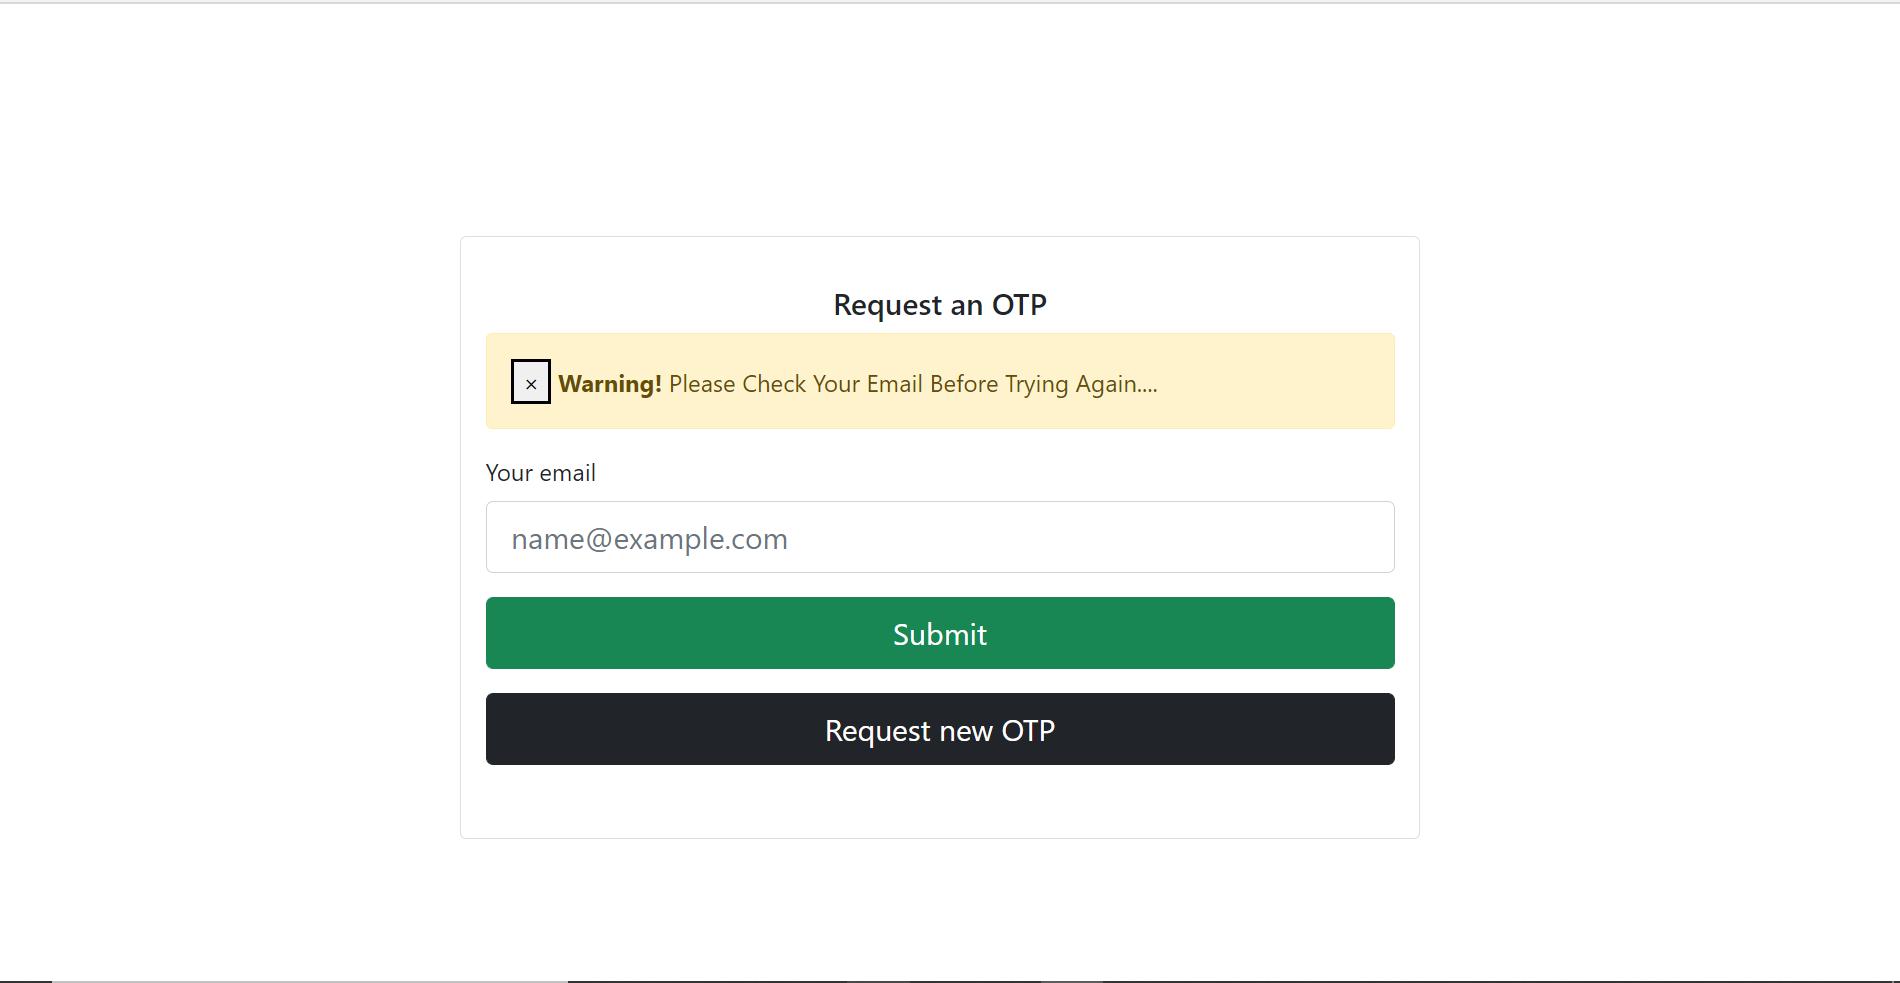 Request an OTP
× Warning! Please Check Your Email Before Trying Again....
Your email
name@example.com
Submit
Request new OTP